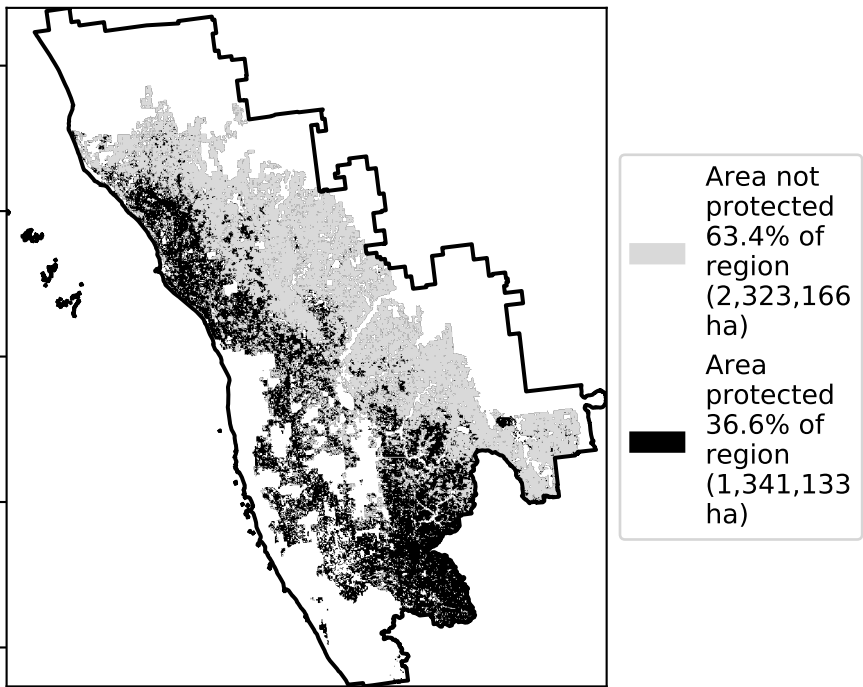 Area not
protected
63.4% of
region
(2,323,166
ha)
Area
protected
36.6% of
region
(1,341,133
ha)